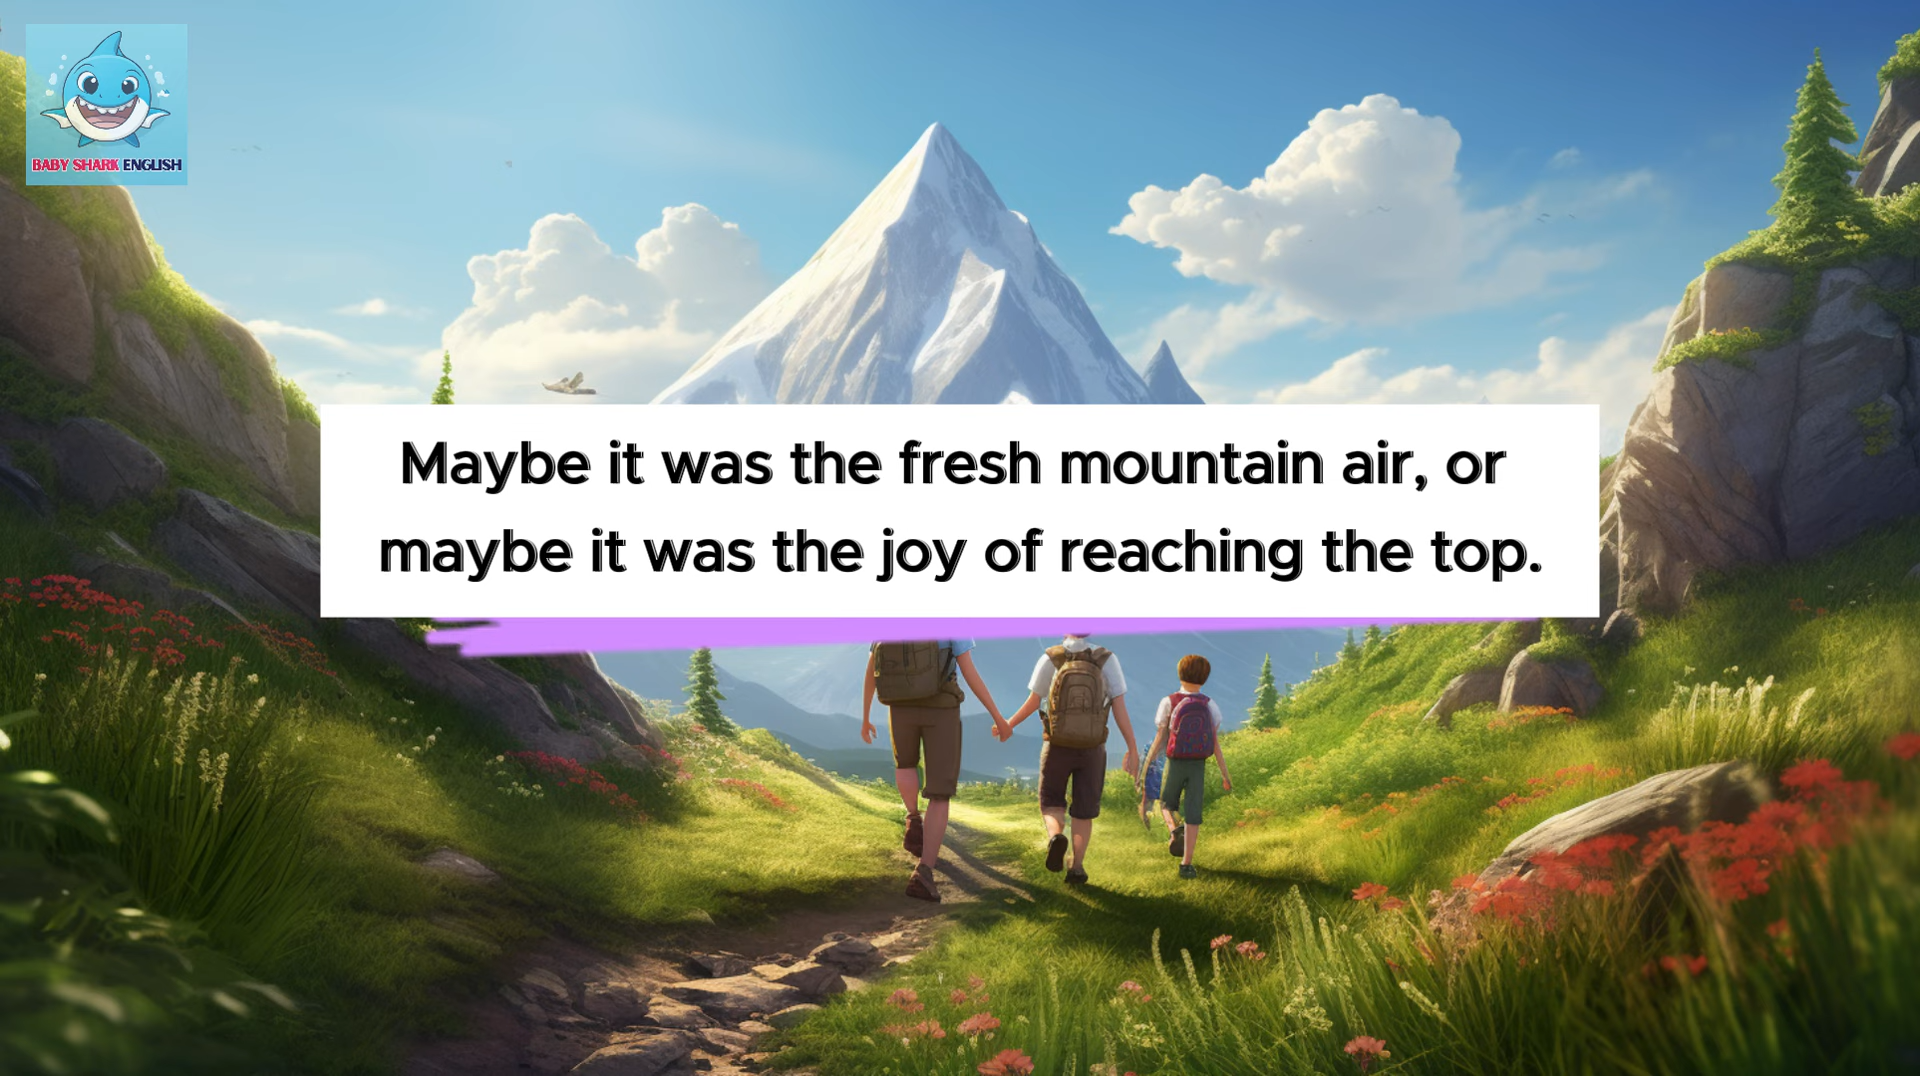 BABY SHARK ENGLISH
Maybe it was the fresh mountain air, or
maybe it was the joy of reaching the top.